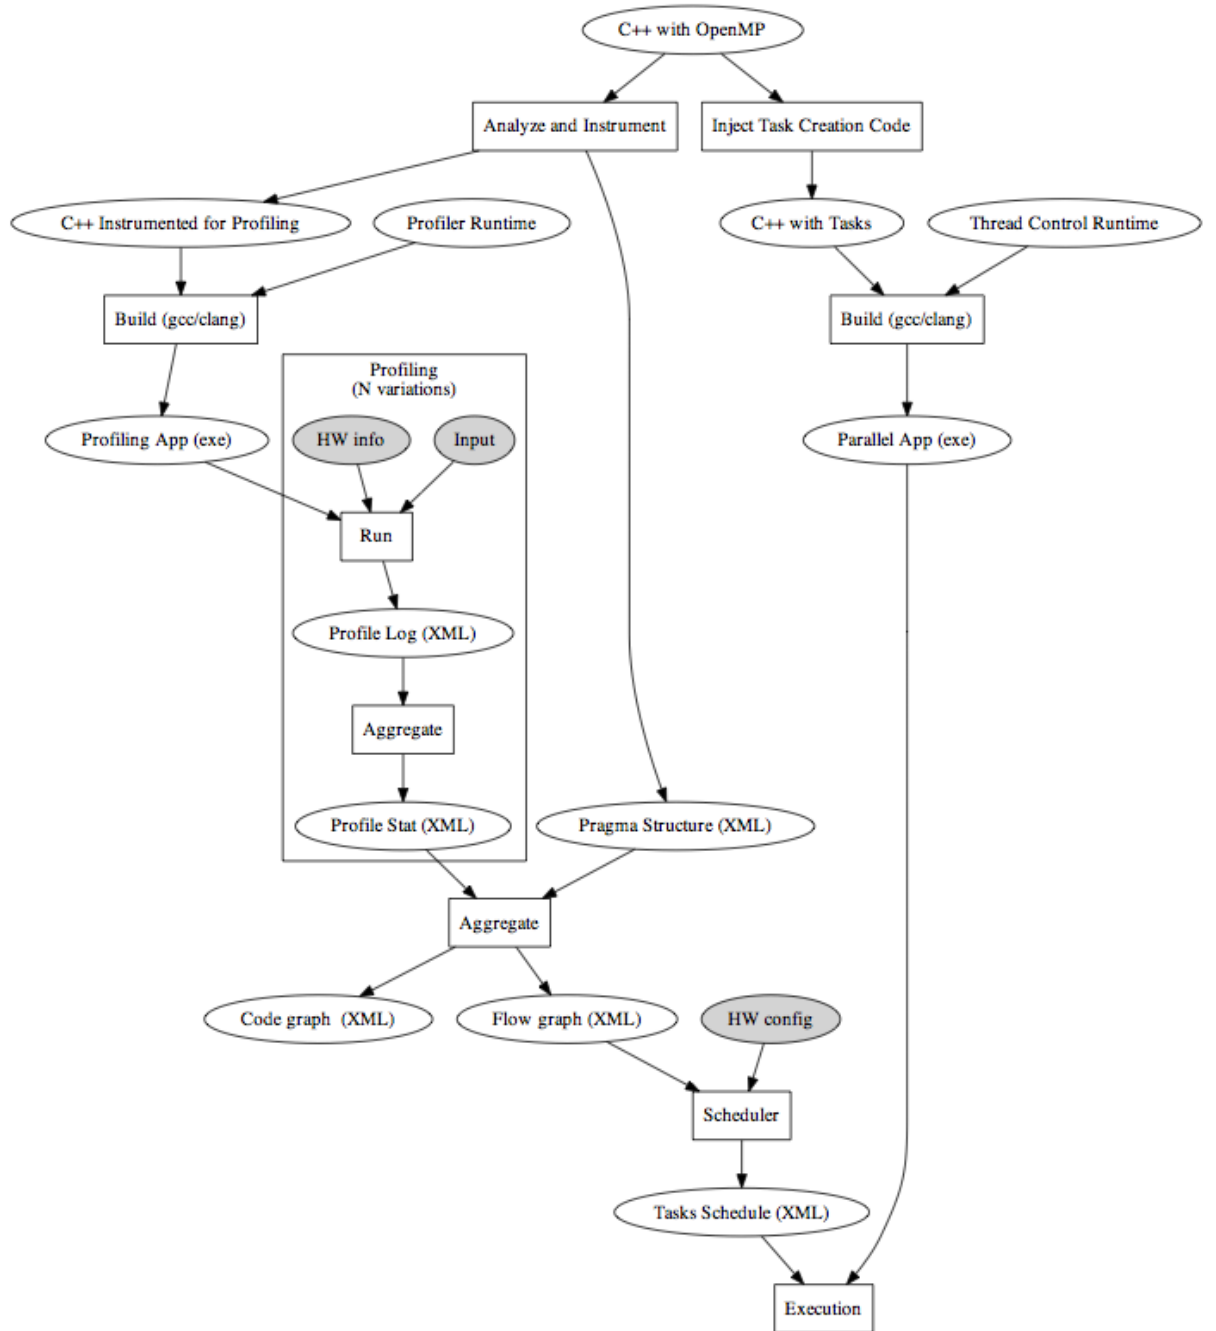 C++ with OpenMP
Analyze and Instrument
Inject Task Creation Code
C++ Instrumented for Profiling
Profiler Runtime
C++ with Tasks
Thread Control Runtime
Build (gcc/clang)
Build (gcc/clang)
Profiling
(N variations)
Profiling App (exe)
HW info
Input
Parallel App (exe)
Run
Profile Log (XML)
Aggregate
Profile Stat (XML)
Pragma Structure (XML)
Aggregate
Code graph (XML)
Flow graph (XML)
HW config
Scheduler
Tasks Schedule (XML)
Execution